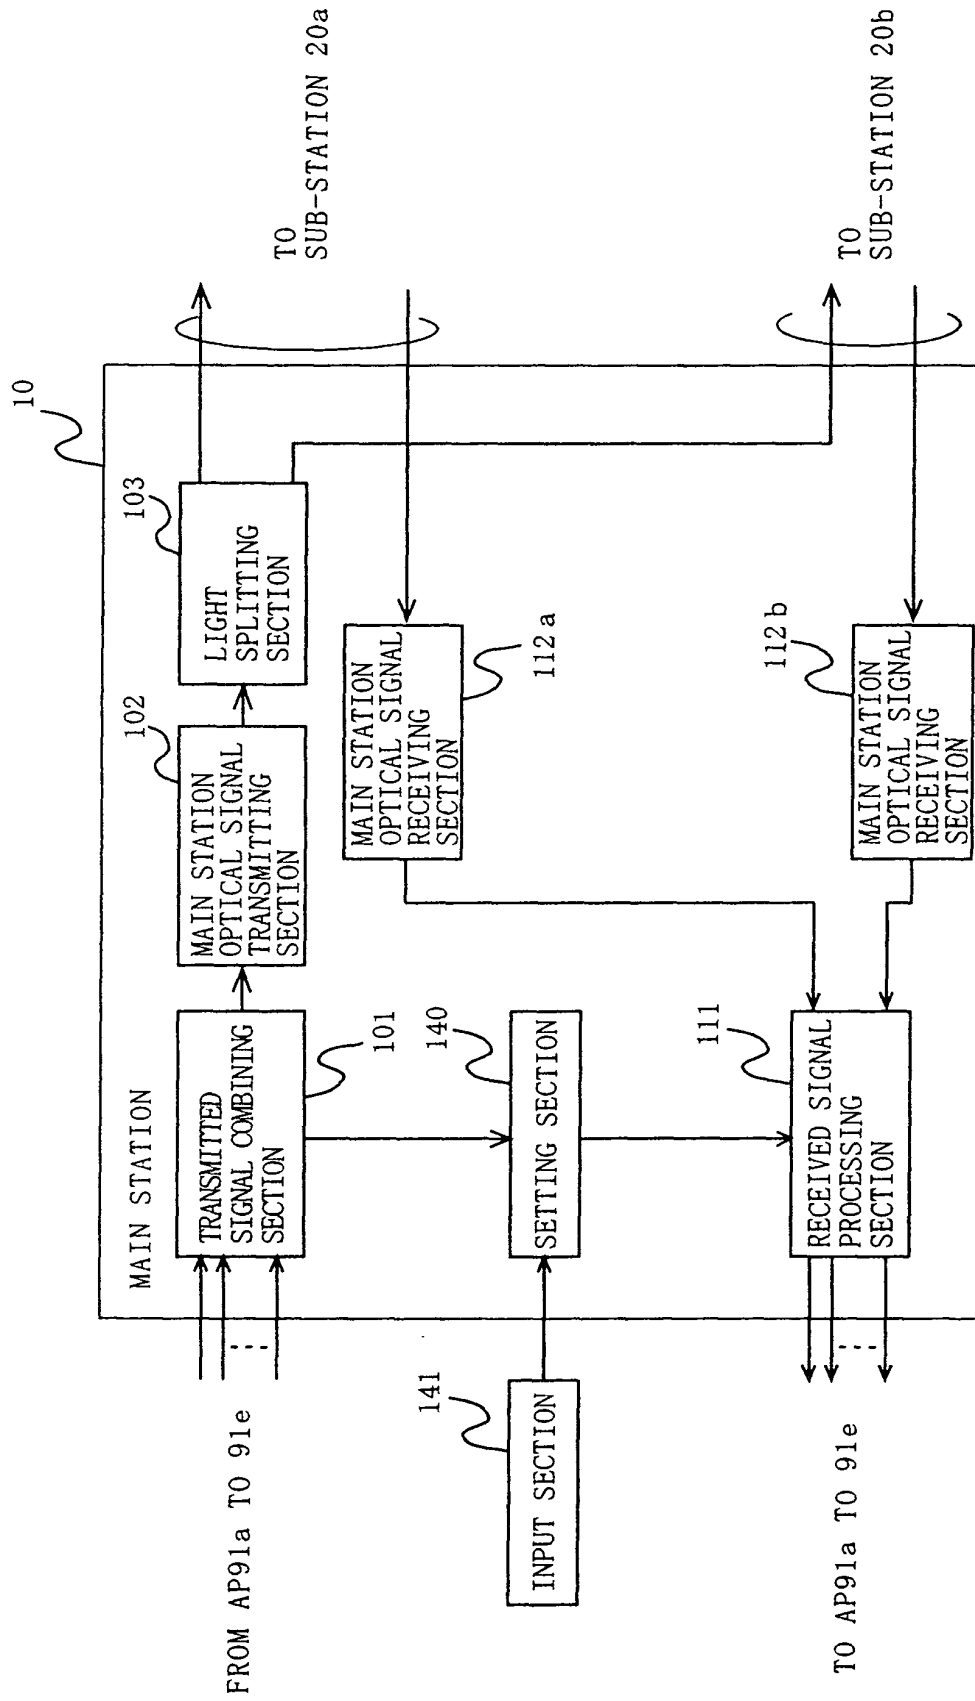 10
MAIN STATION
FROM AP91a TO 91e
TRANSMITTED
SIGNAL COMBINING
SECTION
101
MAIN STATION
OPTICAL SIGNAL
TRANSMITTING
SECTION
102
LIGHT
SPLITTING
SECTION
103
TO
SUB-STATION 20a
MAIN STATION
OPTICAL SIGNAL
RECEIVING
SECTION
112a
INPUT SECTION
141
SETTING SECTION
140
TO AP91a TO 91e
RECEIVED SIGNAL
PROCESSING
SECTION
111
MAIN STATION
OPTICAL SIGNAL
RECEIVING
SECTION
112b
TO
SUB-STATION 20b